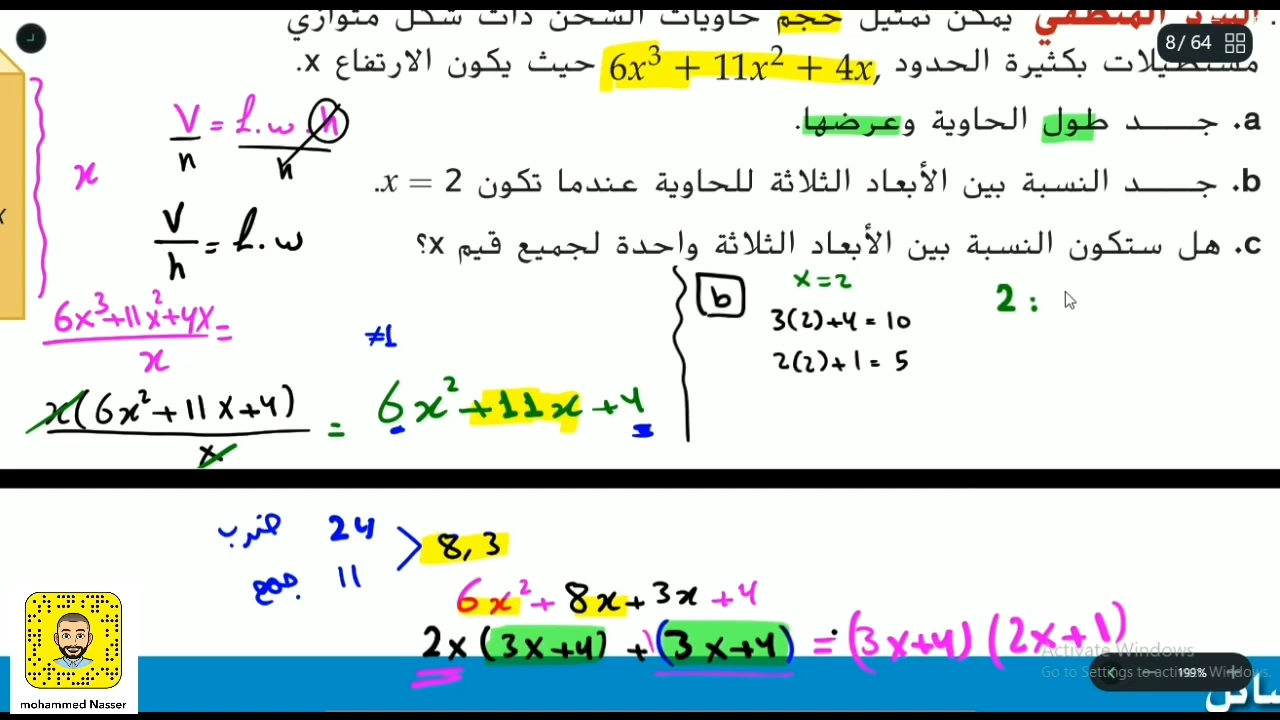 السرد المنطقي يمكن تمثيل حجم حاويات الشحن ذات شكل متوازي
مستطيلات بكثيرة الحدود 6x³ + 11x² + 4x, حيث يكون الارتفاع x.
a. جـــد طول الحاوية وعرضها.
b. جـــد النسبة بين الأبعاد الثلاثة للحاوية عندما تكون x = 2.
c. هل ستكون النسبة بين الأبعاد الثلاثة واحدة لجميع قيم x؟
8 / 64
V/h = l.w.h/h
x
V/h = l.w
6x³+11x²+4x/x =
x(6x²+11x+4)/x = 6x²+11x+4
≠1
b
x=2
3(2)+4 = 10
2(2)+1 = 5
2 :
ضرب 24
جمع 11
8, 3
6x²+ 8x+3x +4
2x (3x+4) +1(3x+4) = (3x+4) (2x+1)
Activate Windows
Go to Settings to activate Windows.
199%
mohammed Nasser